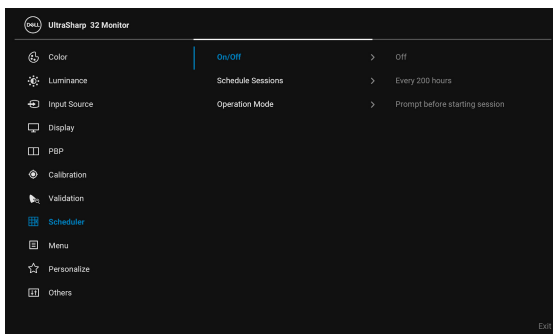 DELL UltraSharp 32 Monitor
Color On/Off > Off
Luminance Schedule Sessions > Every 200 hours
Input Source Operation Mode > Prompt before starting session
Display
PBP
Calibration
Validation
Scheduler
Menu
Personalize
Others
Exit